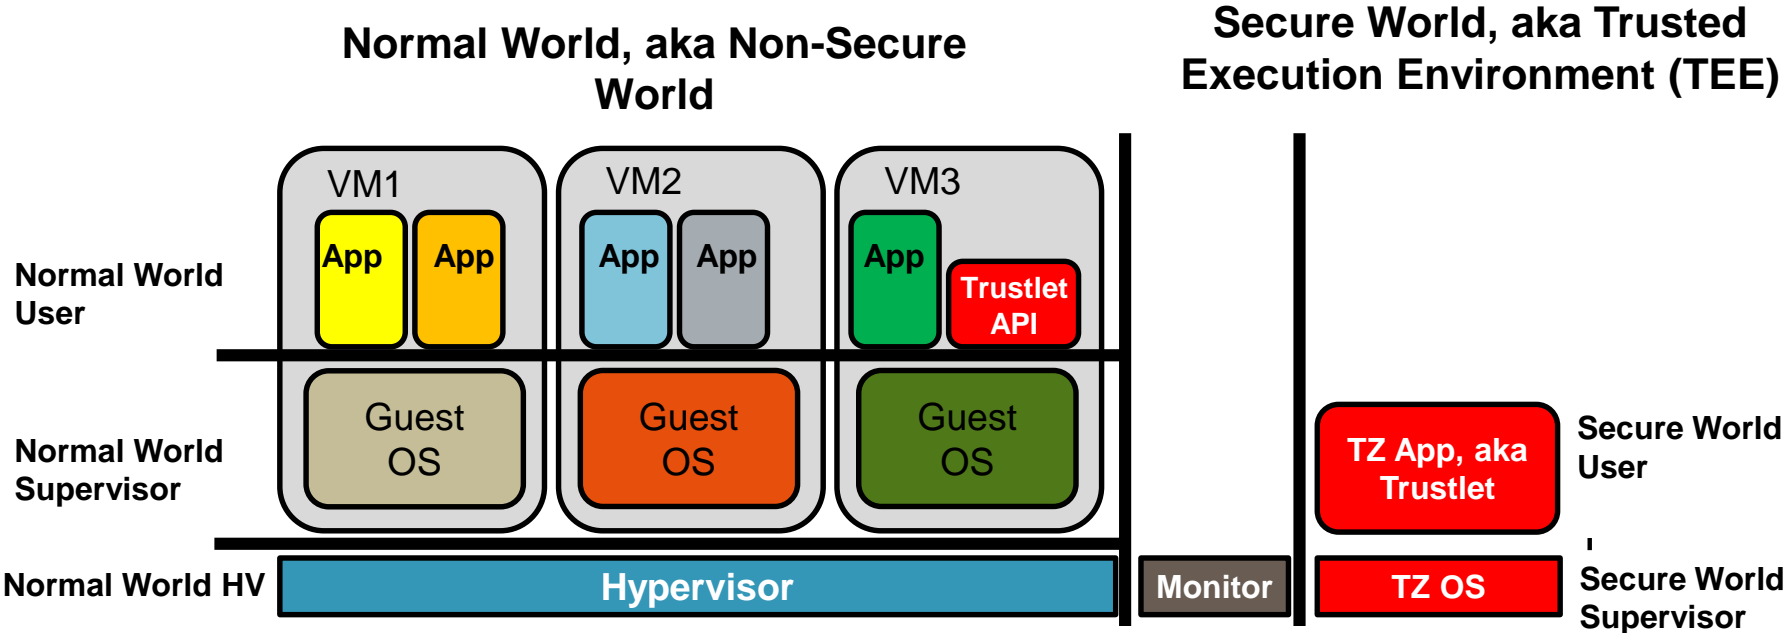 Normal World, aka Non-Secure
World
Secure World, aka Trusted
Execution Environment (TEE)
VM1
VM2
VM3
App
App
App
App
App
Trustlet
API
Normal World
User
Guest
OS
Guest
OS
Guest
OS
Normal World
Supervisor
TZ App, aka
Trustlet
Secure World
User
Normal World HV
Hypervisor
Monitor
TZ OS
Secure World
Supervisor